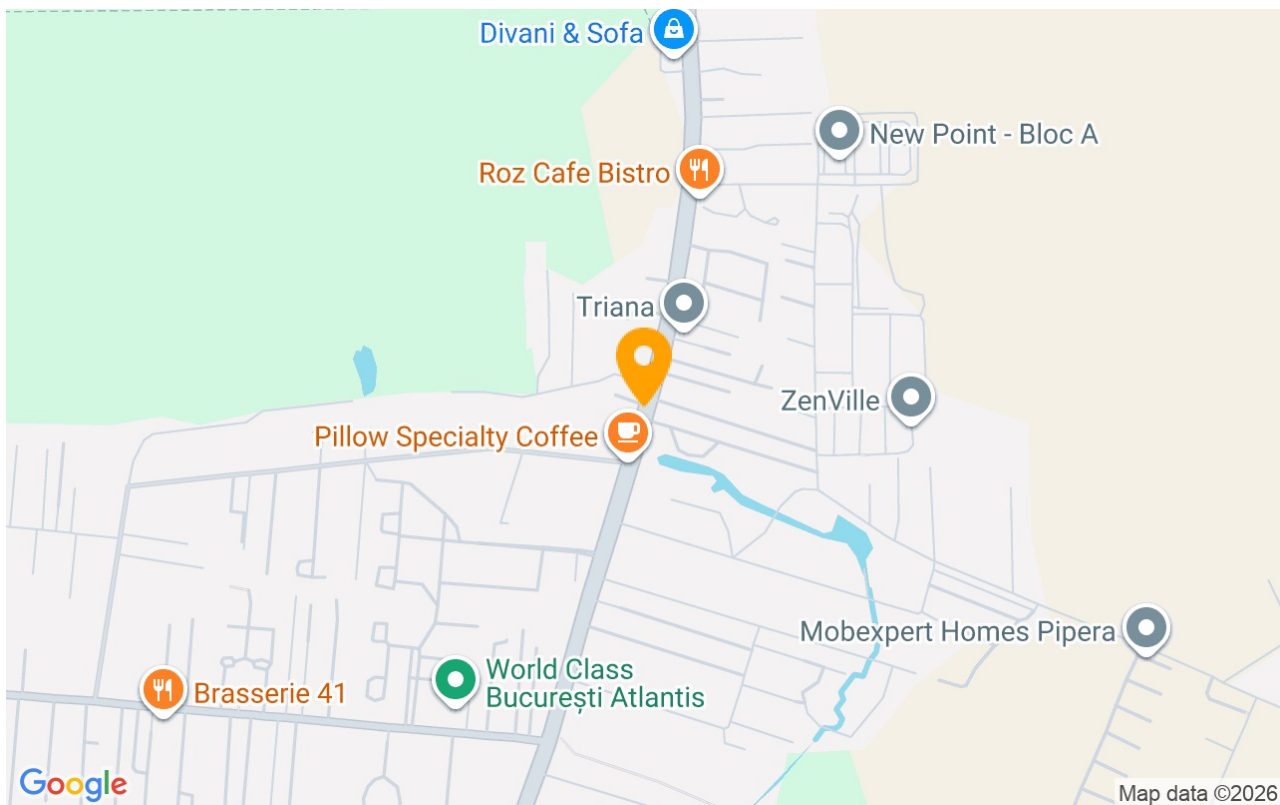 Divani & Sofa
New Point - Bloc A
Roz Cafe Bistro
Triana
ZenVille
Pillow Specialty Coffee
Mobexpert Homes Pipera
World Class
București Atlantis
Brasserie 41
Google
Map data ©2026